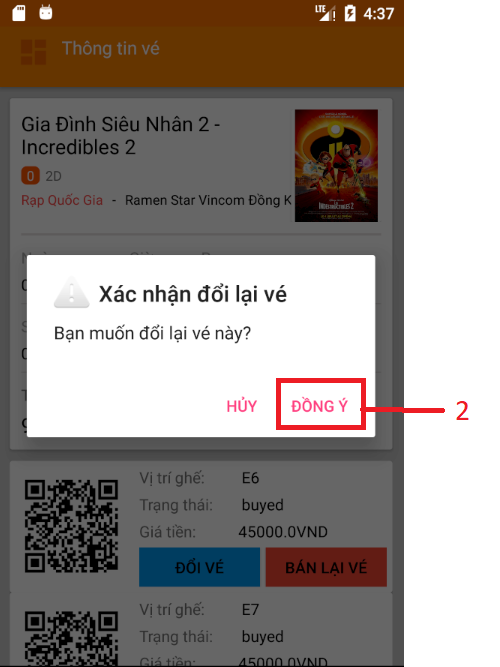 LTE 4:37
Thông tin vé
Gia Đình Siêu Nhân 2 -
Incredibles 2
0 2D
Rạp Quốc Gia - Ramen Star Vincom Đồng K
Xác nhận đổi lại vé
Bạn muốn đổi lại vé này?
HỦY ĐỒNG Ý
2
Vị trí ghế: E6
Trạng thái: buyed
Giá tiền: 45000.0VND
ĐỔI VÉ BÁN LẠI VÉ
Vị trí ghế: E7
Trạng thái: buyed
Giá tiền: 45000.0VND